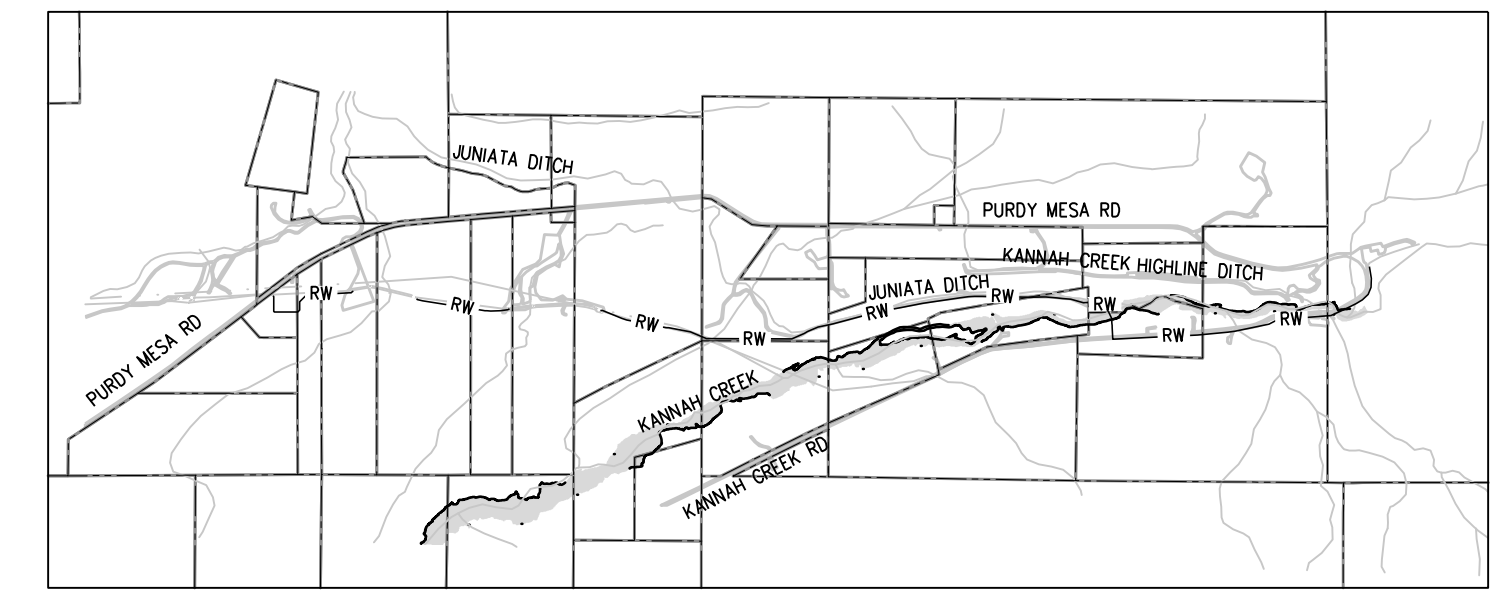 JUNIATA DITCH
PURDY MESA RD
KANNAH CREEK HIGHLINE DITCH
JUNIATA DITCH
RW
RW
RW
RW
RW
RW
RW
RW
RW
RW
PURDY MESA RD
KANNAH CREEK
KANNAH CREEK RD